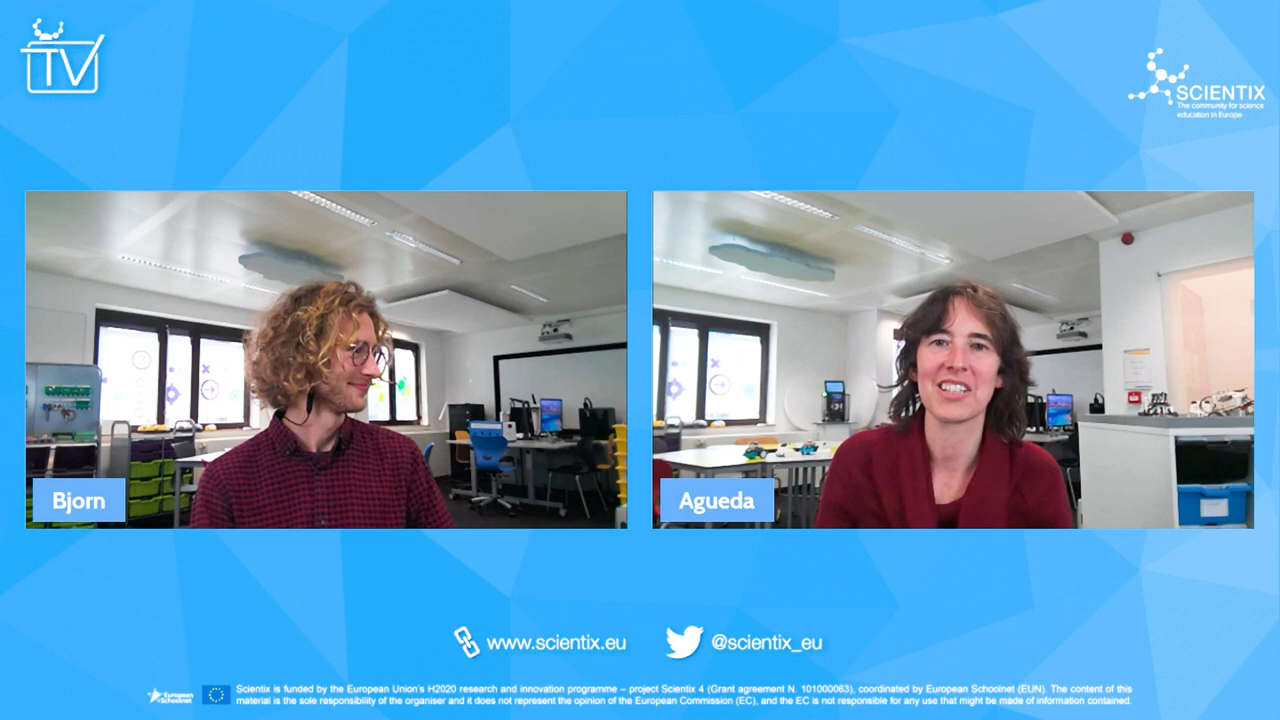 TV
SCIENTIX
The community for science
education in Europe
Bjorn
Agueda
www.scientix.eu
@scientix_eu
European
Schoolnet
Scientix is funded by the European Union's H2020 research and innovation programme – project Scientix 4 (Grant agreement N. 101000063), coordinated by European Schoolnet (EUN). The content of this
material is the sole responsibility of the organiser and it does not represent the opinion of the European Commission (EC), and the EC is not responsible for any use that might be made of information contained.